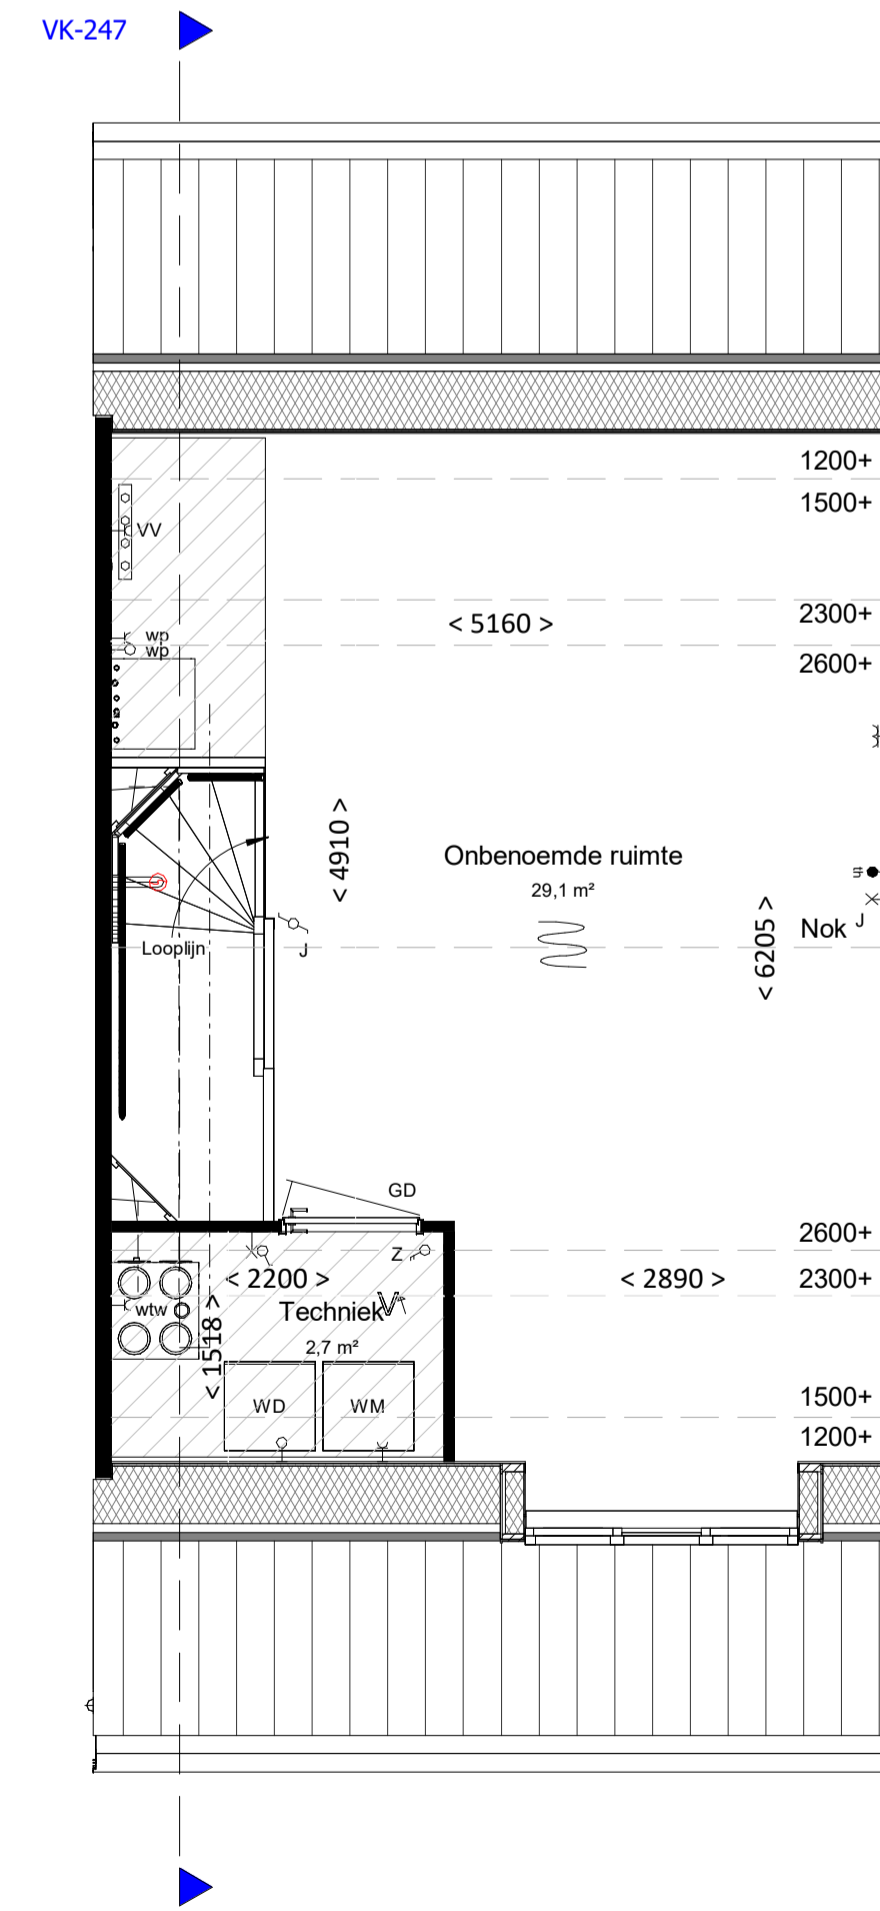 VK-247
1200+
1500+
VV
2300+
< 5160 >
wp
wp
2600+
< 4910 >
Onbenoemde ruimte
29,1 m²
Nok
J
Looplijn
J
< 6205 >
GD
2600+
Z
< 2200 >
< 2890 >
2300+
wtw
Techniek
V
< 1518 >
2,7 m²
1500+
WD
WM
1200+